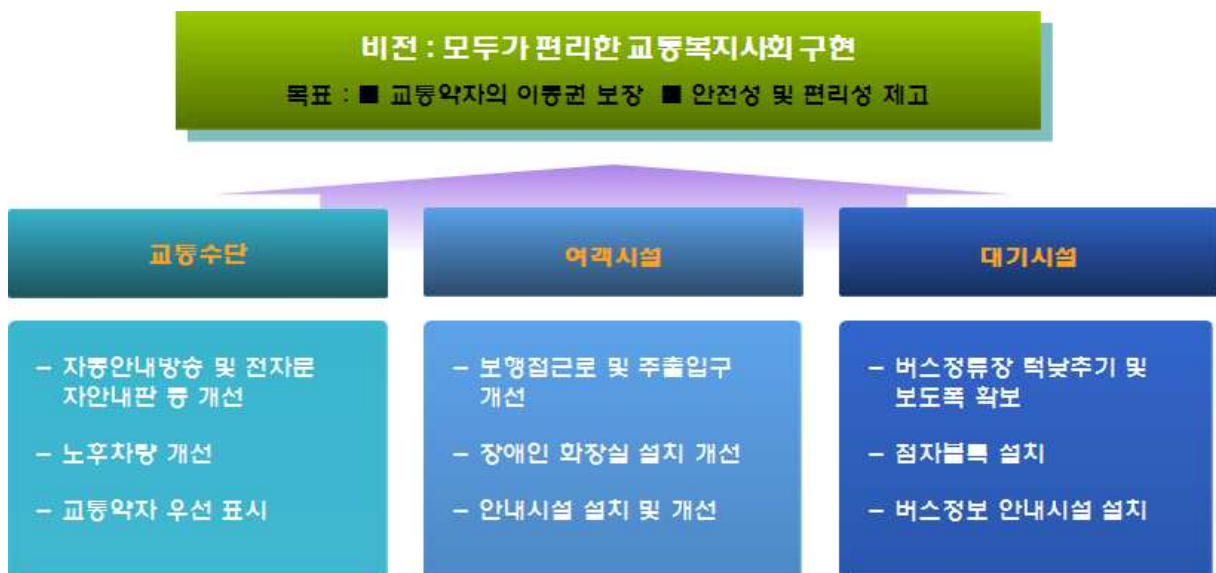 비전 : 모두가 편리한 교통복지사회 구현
목표 : ■ 교통약자의 이동권 보장 ■ 안전성 및 편리성 제고
교통수단
– 자동안내방송 및 전자문
자안내판 등 개선
– 노후차량 개선
– 교통약자 우선 표시
여객시설
– 보행접근로 및 주출입구
개선
– 장애인 화장실 설치 개선
– 안내시설 설치 및 개선
대기시설
– 버스정류장 턱낮추기 및
보도폭 확보
– 점자블록 설치
– 버스정보 안내시설 설치